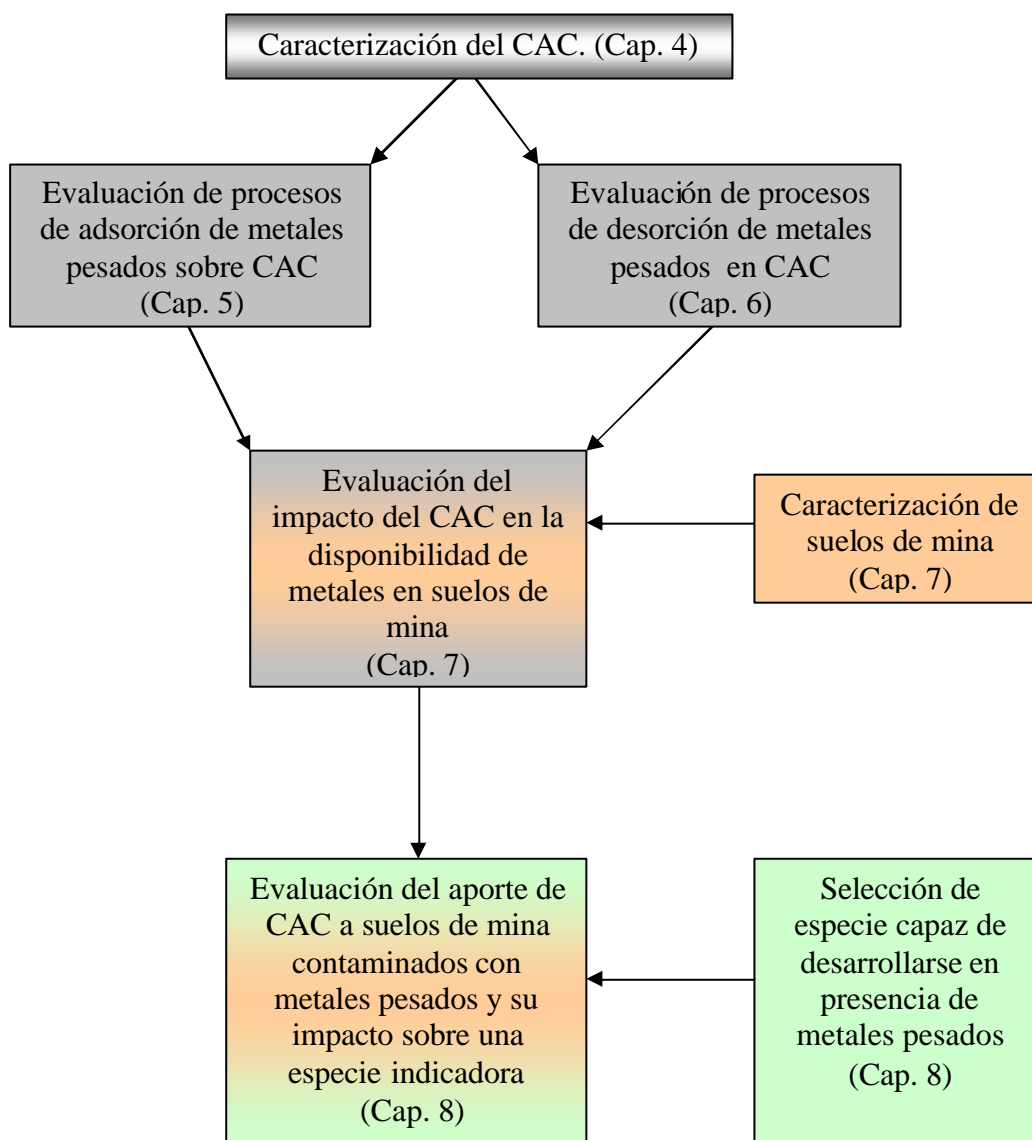 Caracterización del CAC. (Cap. 4)
Evaluación de procesos
de adsorción de metales
pesados sobre CAC
(Cap. 5)
Evaluación de procesos
de desorción de metales
pesados en CAC
(Cap. 6)
Evaluación del
impacto del CAC en la
disponibilidad de
metales en suelos de
mina
(Cap. 7)
Caracterización de
suelos de mina
(Cap. 7)
Evaluación del aporte de
CAC a suelos de mina
contaminados con
metales pesados y su
impacto sobre una
especie indicadora
(Cap. 8)
Selección de
especie capaz de
desarrollarse en
presencia de
metales pesados
(Cap. 8)